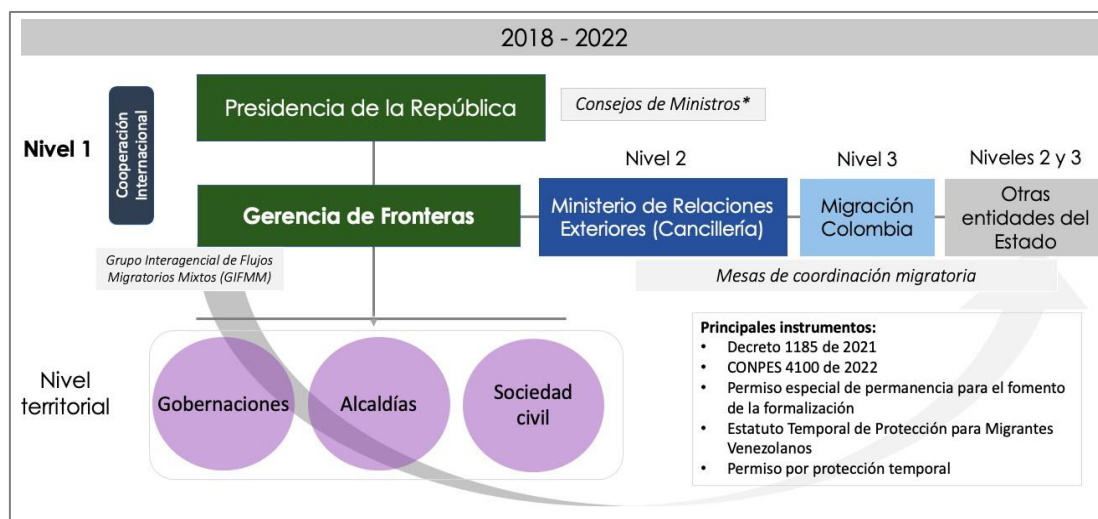 2018 - 2022
Nivel 1
Cooperación
Internacional
Presidencia de la República
Consejos de Ministros*
Gerencia de Fronteras
Nivel 2
Ministerio de Relaciones
Exteriores (Cancillería)
Nivel 3
Migración
Colombia
Niveles 2 y 3
Otras
entidades del
Estado
Grupo Interagencial de Flujos
Migratorios Mixtos (GIFMM)
Mesas de coordinación migratoria
Nivel
territorial
Gobernaciones
Alcaldías
Sociedad
civil
Principales instrumentos:
• Decreto 1185 de 2021
• CONPES 4100 de 2022
• Permiso especial de permanencia para el fomento
de la formalización
• Estatuto Temporal de Protección para Migrantes
Venezolanos
• Permiso por protección temporal